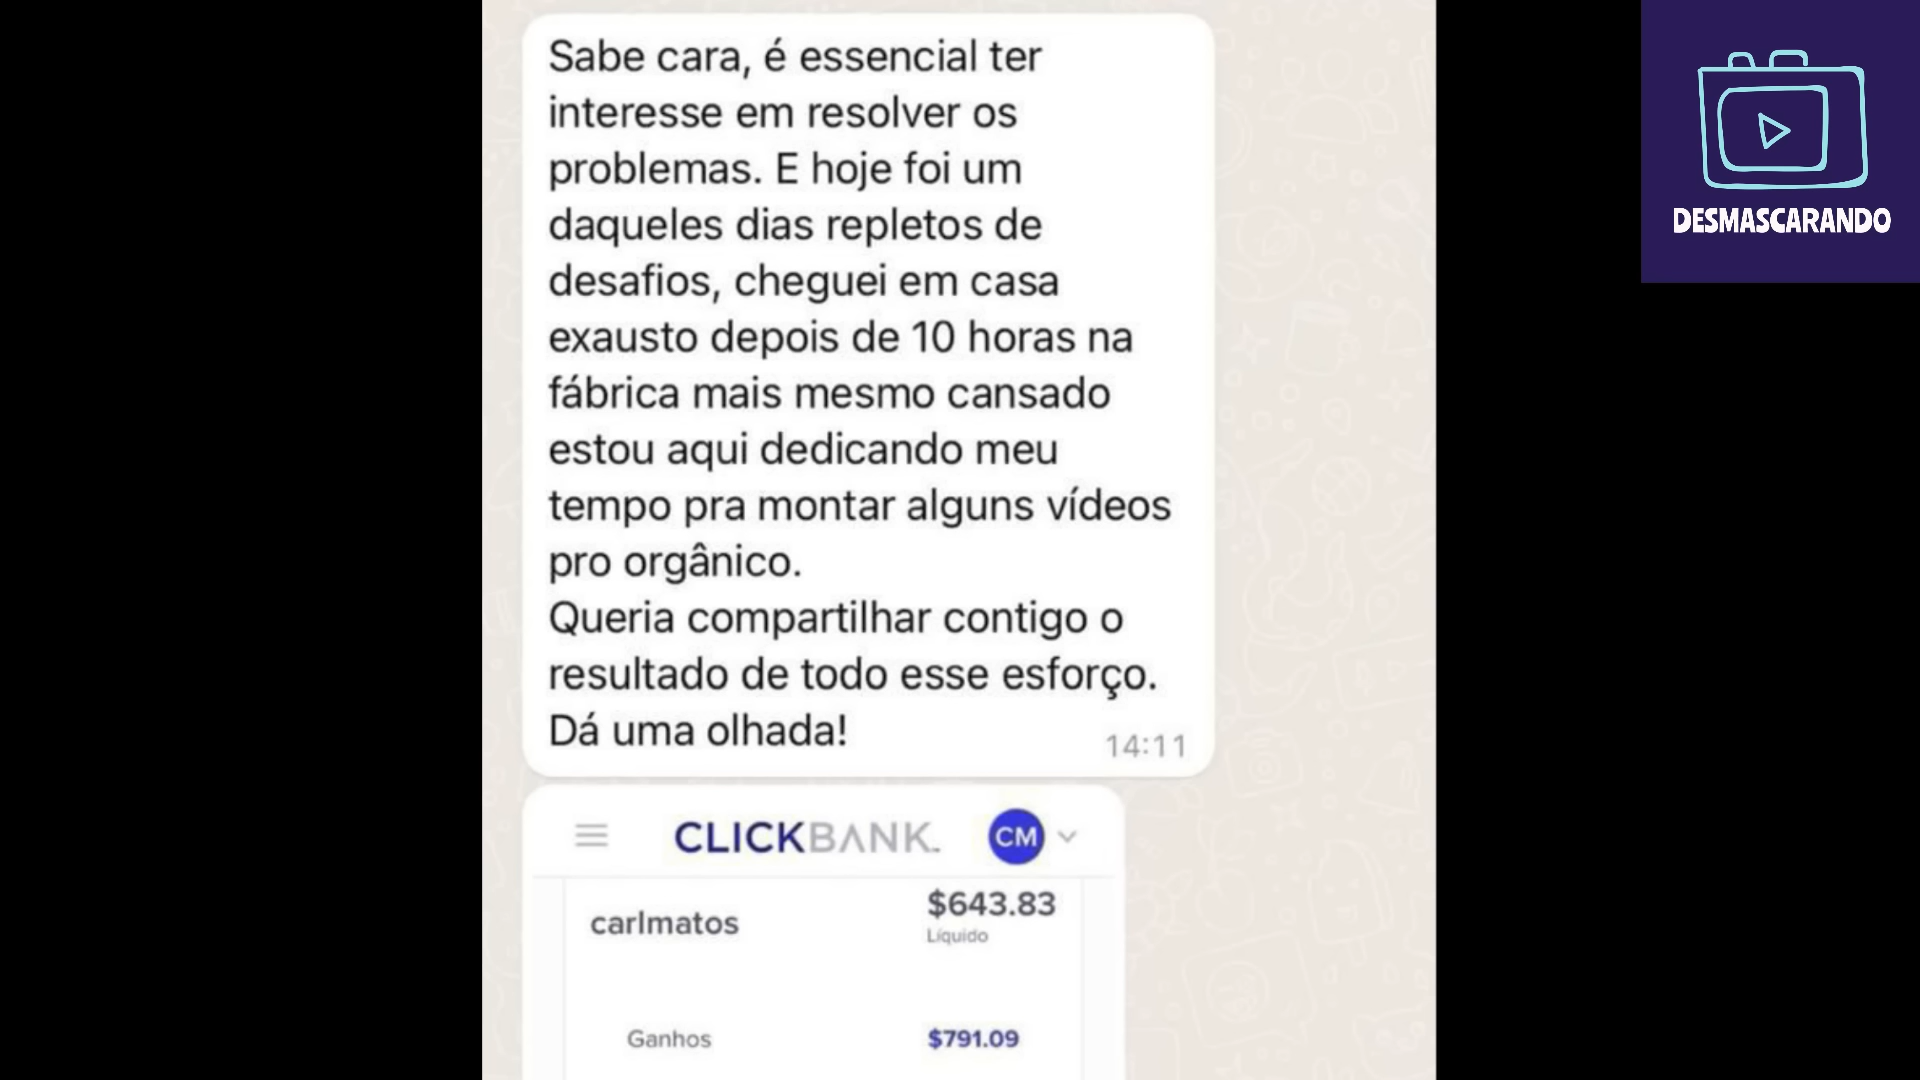 Sabe cara, é essencial ter
interesse em resolver os
problemas. E hoje foi um
daqueles dias repletos de
desafios, cheguei em casa
exausto depois de 10 horas na
fábrica mais mesmo cansado
estou aqui dedicando meu
tempo pra montar alguns vídeos
pro orgânico.
Queria compartilhar contigo o
resultado de todo esse esforço.
Dá uma olhada!
14:11
CLICKBANK
CM
carlmatos
$643.83
Líquido
Ganhos
$791.09
DESMASCARANDO